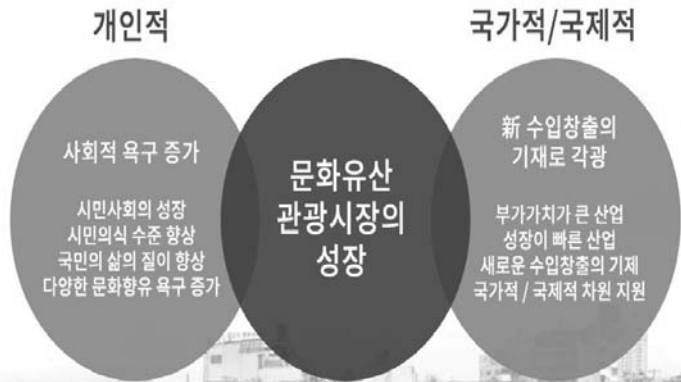 개인적
국가적/국제적
사회적 욕구 증가
시민사회의 성장
시민의식 수준 향상
국민의 삶의 질이 향상
다양한 문화향유 욕구 증가
문화유산
관광시장의
성장
新 수입창출의
기재로 각광
부가가치가 큰 산업
성장이 빠른 산업
새로운 수입창출의 기제
국가적 / 국제적 차원 지원